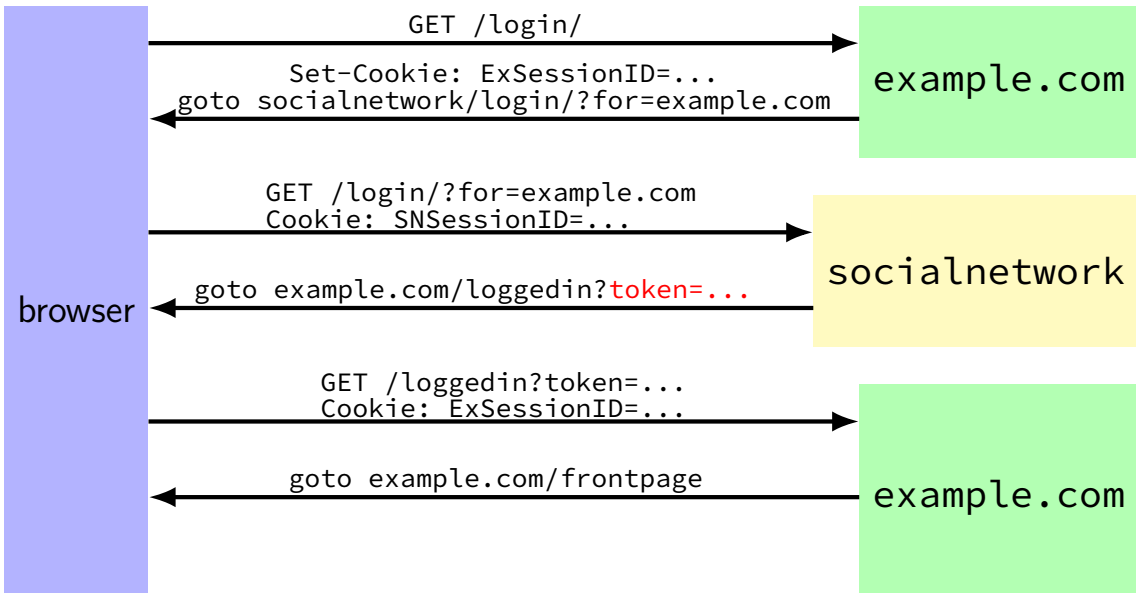 GET /login/
Set-Cookie: ExSessionID=...
goto socialnetwork/login/?for=example.com
example.com
GET /login/?for=example.com
Cookie: SNSessionID=...
socialnetwork
goto example.com/loggedin?token=...
browser
GET /loggedin?token=...
Cookie: ExSessionID=...
goto example.com/frontpage
example.com